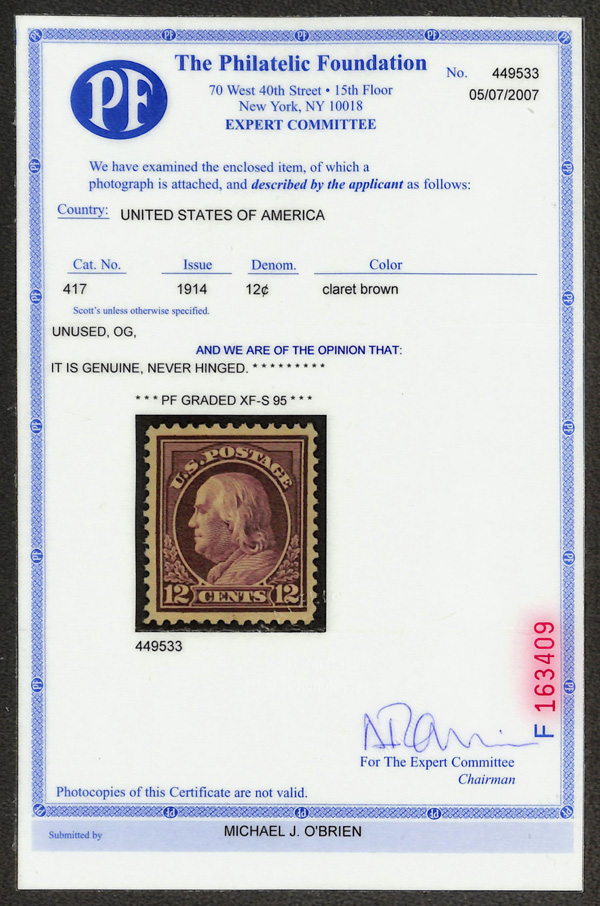 PF
The Philatelic Foundation
70 West 40th Street • 15th Floor
New York, NY 10018
EXPERT COMMITTEE
No. 449533
05/07/2007
We have examined the enclosed item, of which a
photograph is attached, and described by the applicant as follows:
Country: UNITED STATES OF AMERICA
Cat. No. Issue Denom. Color
417 1914 12¢ claret brown
Scott's unless otherwise specified.
UNUSED, OG,
AND WE ARE OF THE OPINION THAT:
IT IS GENUINE, NEVER HINGED. * * * * * * * * *
* * * PF GRADED XF-S 95 * * *
U.S. POSTAGE
12 CENTS 12
449533
F 163409
For The Expert Committee
Chairman
Photocopies of this Certificate are not valid.
Submitted by MICHAEL J. O'BRIEN